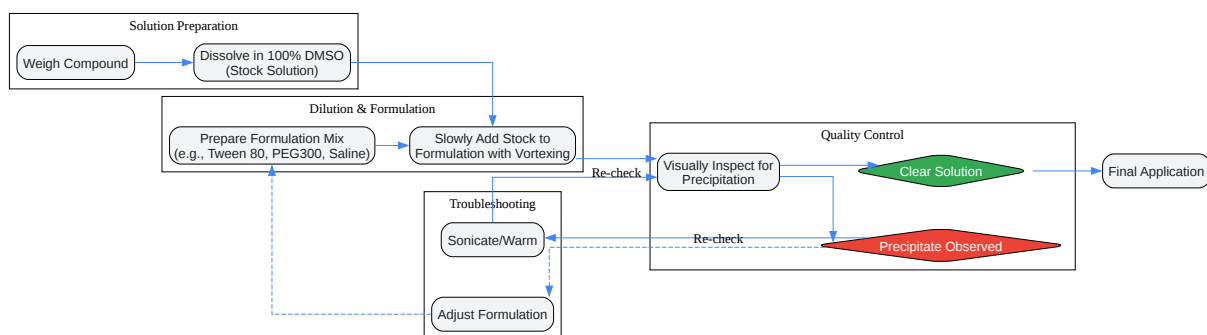 Solution Preparation
Weigh Compound
Dissolve in 100% DMSO
(Stock Solution)
Dilution & Formulation
Prepare Formulation Mix
(e.g., Tween 80, PEG300, Saline)
Slowly Add Stock to
Formulation with Vortexing
Quality Control
Visually Inspect for
Precipitation
Clear Solution
Final Application
Re-check
Troubleshooting
Sonicate/Warm
Re-check
Precipitate Observed
Adjust Formulation